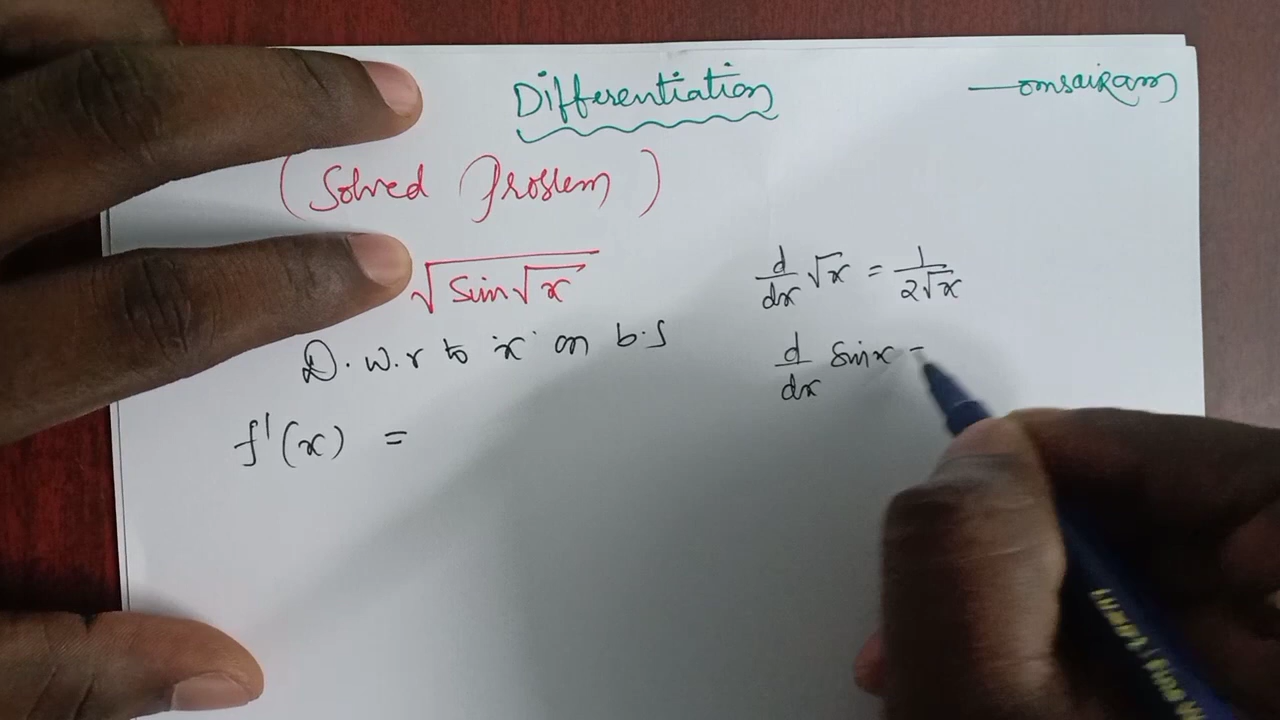 Differentiation
—omsairam
(Solved Problem)
√(sin√x)
D.w.r to 'x' on b.s
f'(x) =
d/dx √x = 1/(2√x)
d/dx sinx =